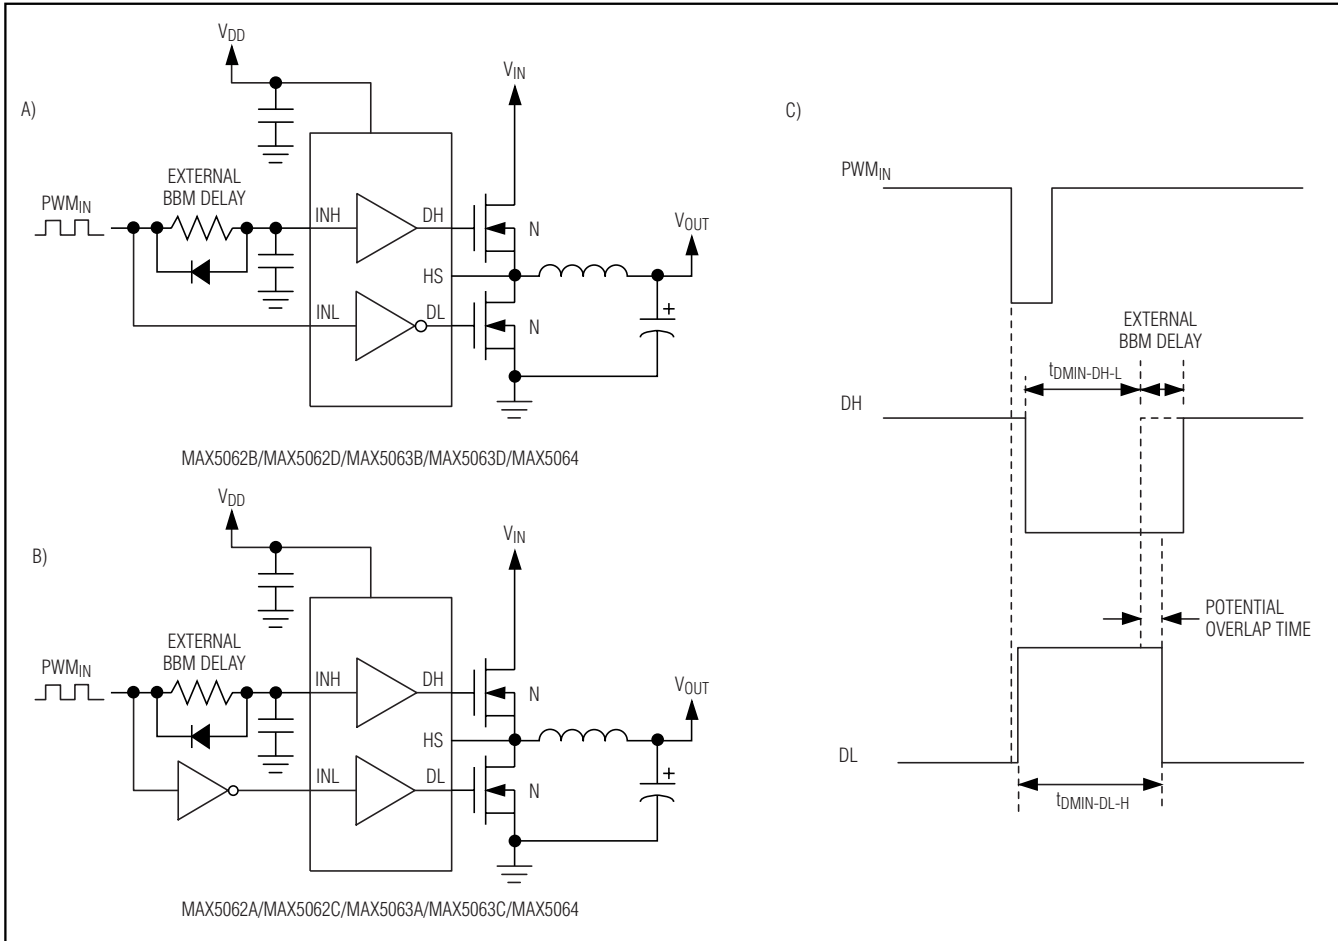 A)
VDD
VIN
EXTERNAL
BBM DELAY
PWMIN
INH
DH
N
VOUT
HS
INL
DL
N
+
MAX5062B/MAX5062D/MAX5063B/MAX5063D/MAX5064
B)
VDD
VIN
EXTERNAL
BBM DELAY
PWMIN
INH
DH
N
VOUT
HS
INL
DL
N
+
MAX5062A/MAX5062C/MAX5063A/MAX5063C/MAX5064
C)
PWMIN
EXTERNAL
BBM DELAY
tDMIN-DH-L
DH
POTENTIAL
OVERLAP TIME
DL
tDMIN-DL-H